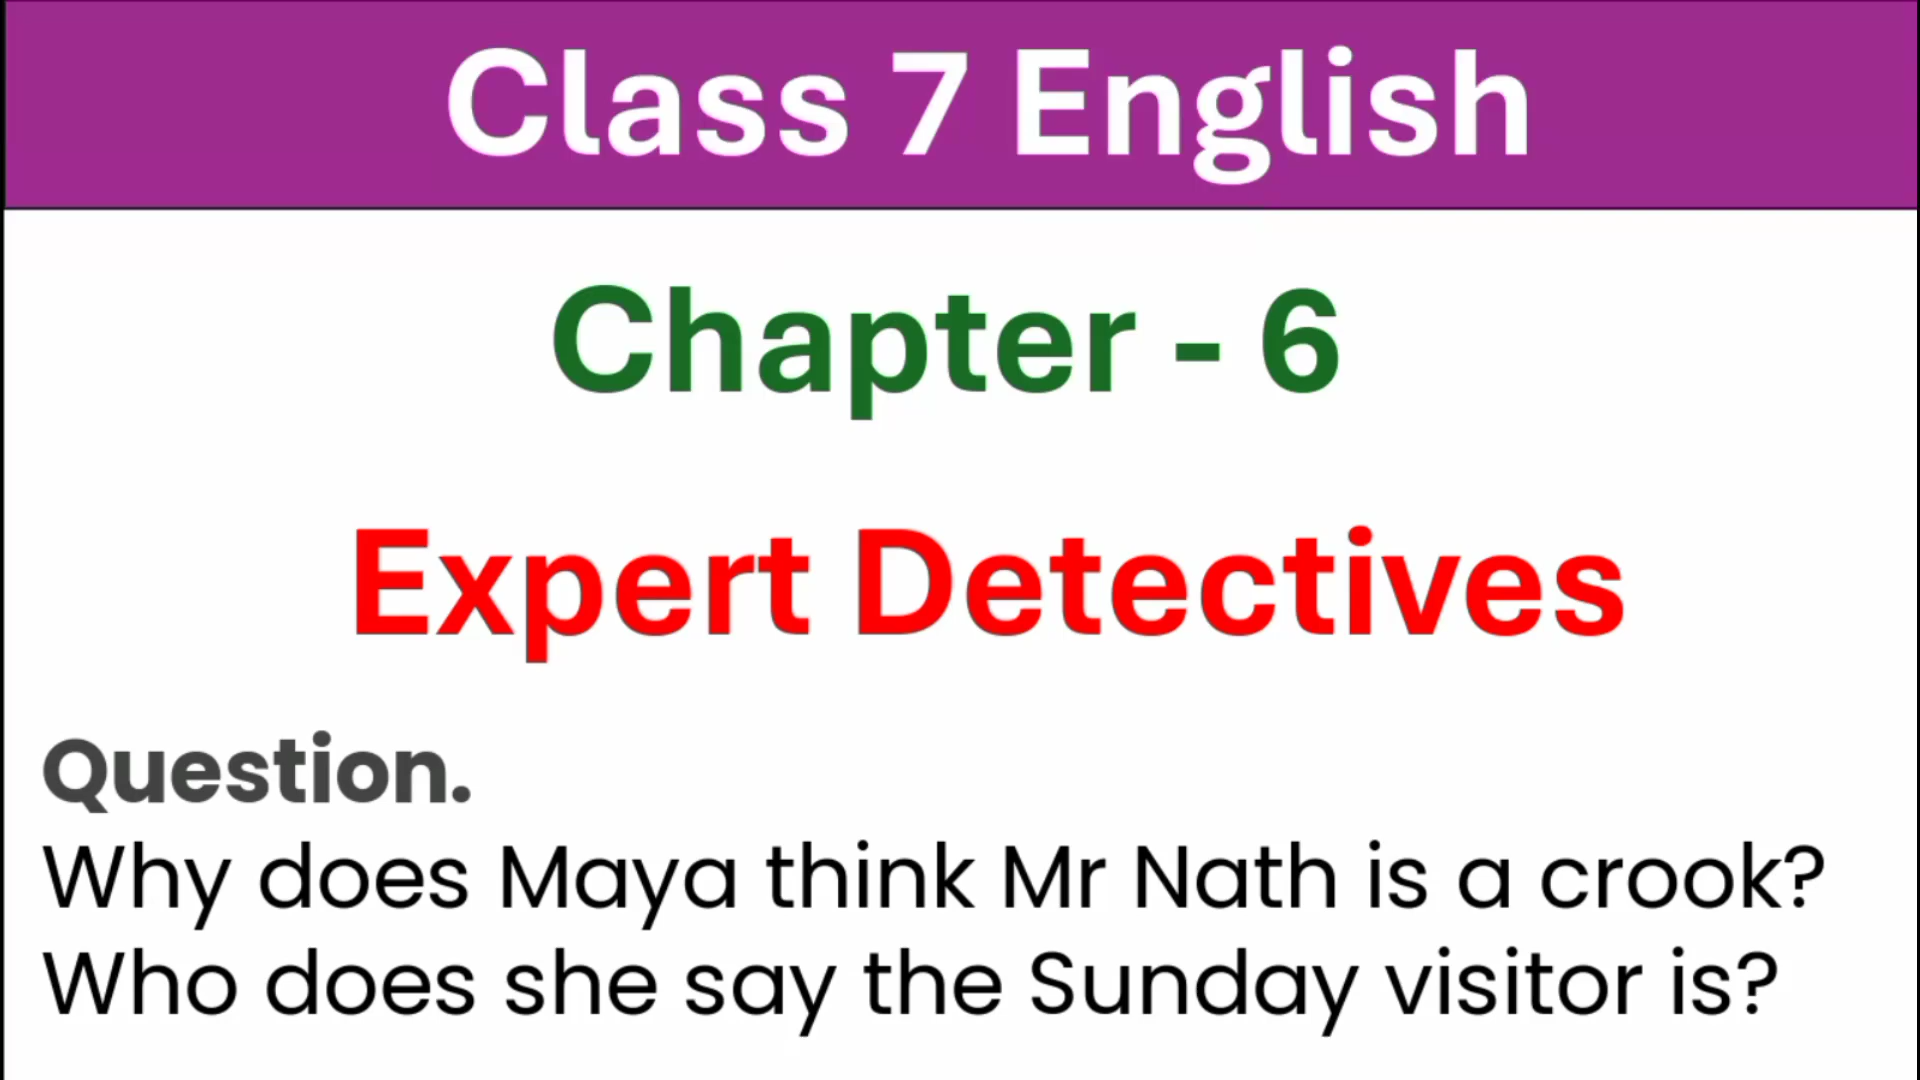 Class 7 English
Chapter - 6
Expert Detectives
Question.
Why does Maya think Mr Nath is a crook?
Who does she say the Sunday visitor is?